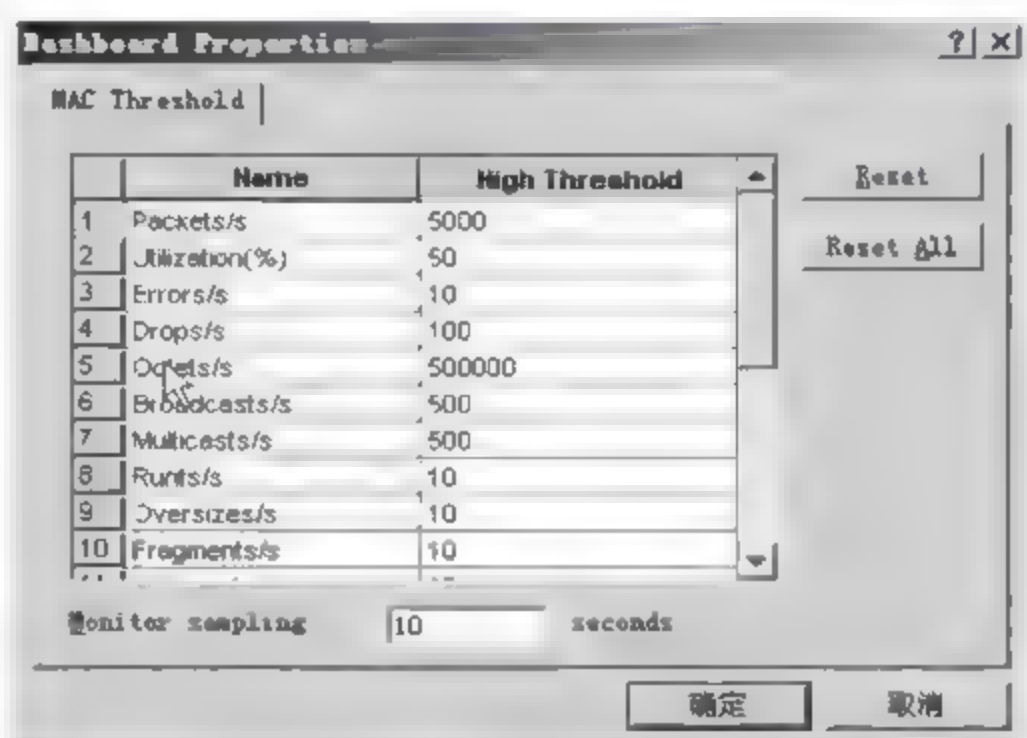 Dashboard Properties
MAC Threshold
Name High Threshold
1 Packets/s 5000
2 Utilization(%) 50
3 Errors/s 10
4 Drops/s 100
5 Octets/s 500000
6 Broadcasts/s 500
7 Multicasts/s 500
8 Runts/s 10
9 Oversizes/s 10
10 Fragments/s 10
Reset
Reset All
Monitor sampling 10 seconds
确定 取消